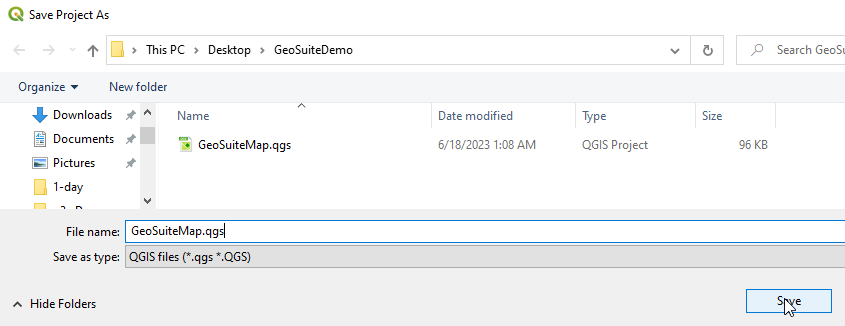 Save Project As
This PC > Desktop > GeoSuiteDemo
Search GeoSu
Organize New folder
Downloads
Documents
Pictures
1-day
Name Date modified Type Size
GeoSuiteMap.qgs 6/18/2023 1:08 AM QGIS Project 96 KB
File name: GeoSuiteMap.qgs
Save as type: QGIS files (*.qgs *.QGS)
Hide Folders Save